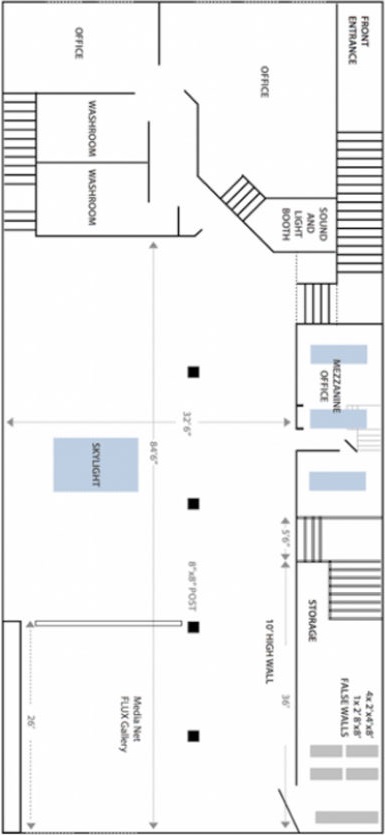 FRONT
ENTRANCE
OFFICE
OFFICE
WASHROOM
WASHROOM
SOUND
AND
LIGHT
BOOTH
MEZZANINE
OFFICE
32'6"
84'6"
SKYLIGHT
5'6"
8"x8" POST
STORAGE
10' HIGH WALL
36'
4x 2'x4'x8'
1x 2' 8'x8'
FALSE WALLS
Media Net
FLUX Gallery
26'